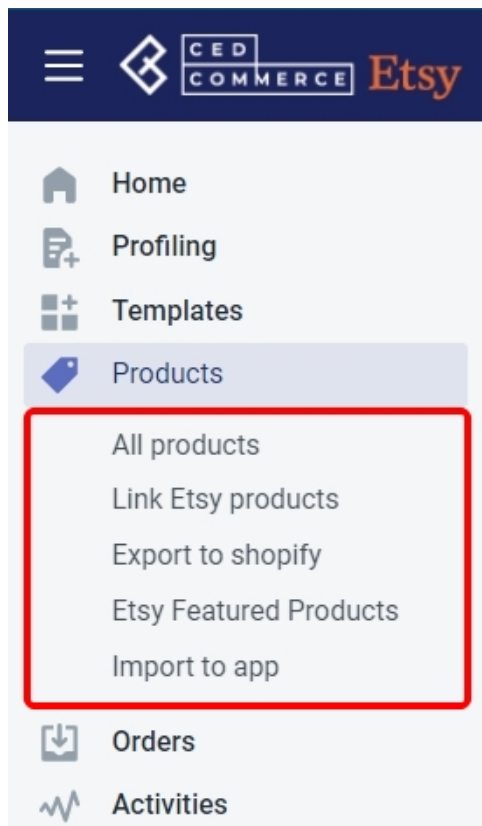 CED
COMMERCE Etsy
Home
Profiling
Templates
Products
All products
Link Etsy products
Export to shopify
Etsy Featured Products
Import to app
Orders
Activities